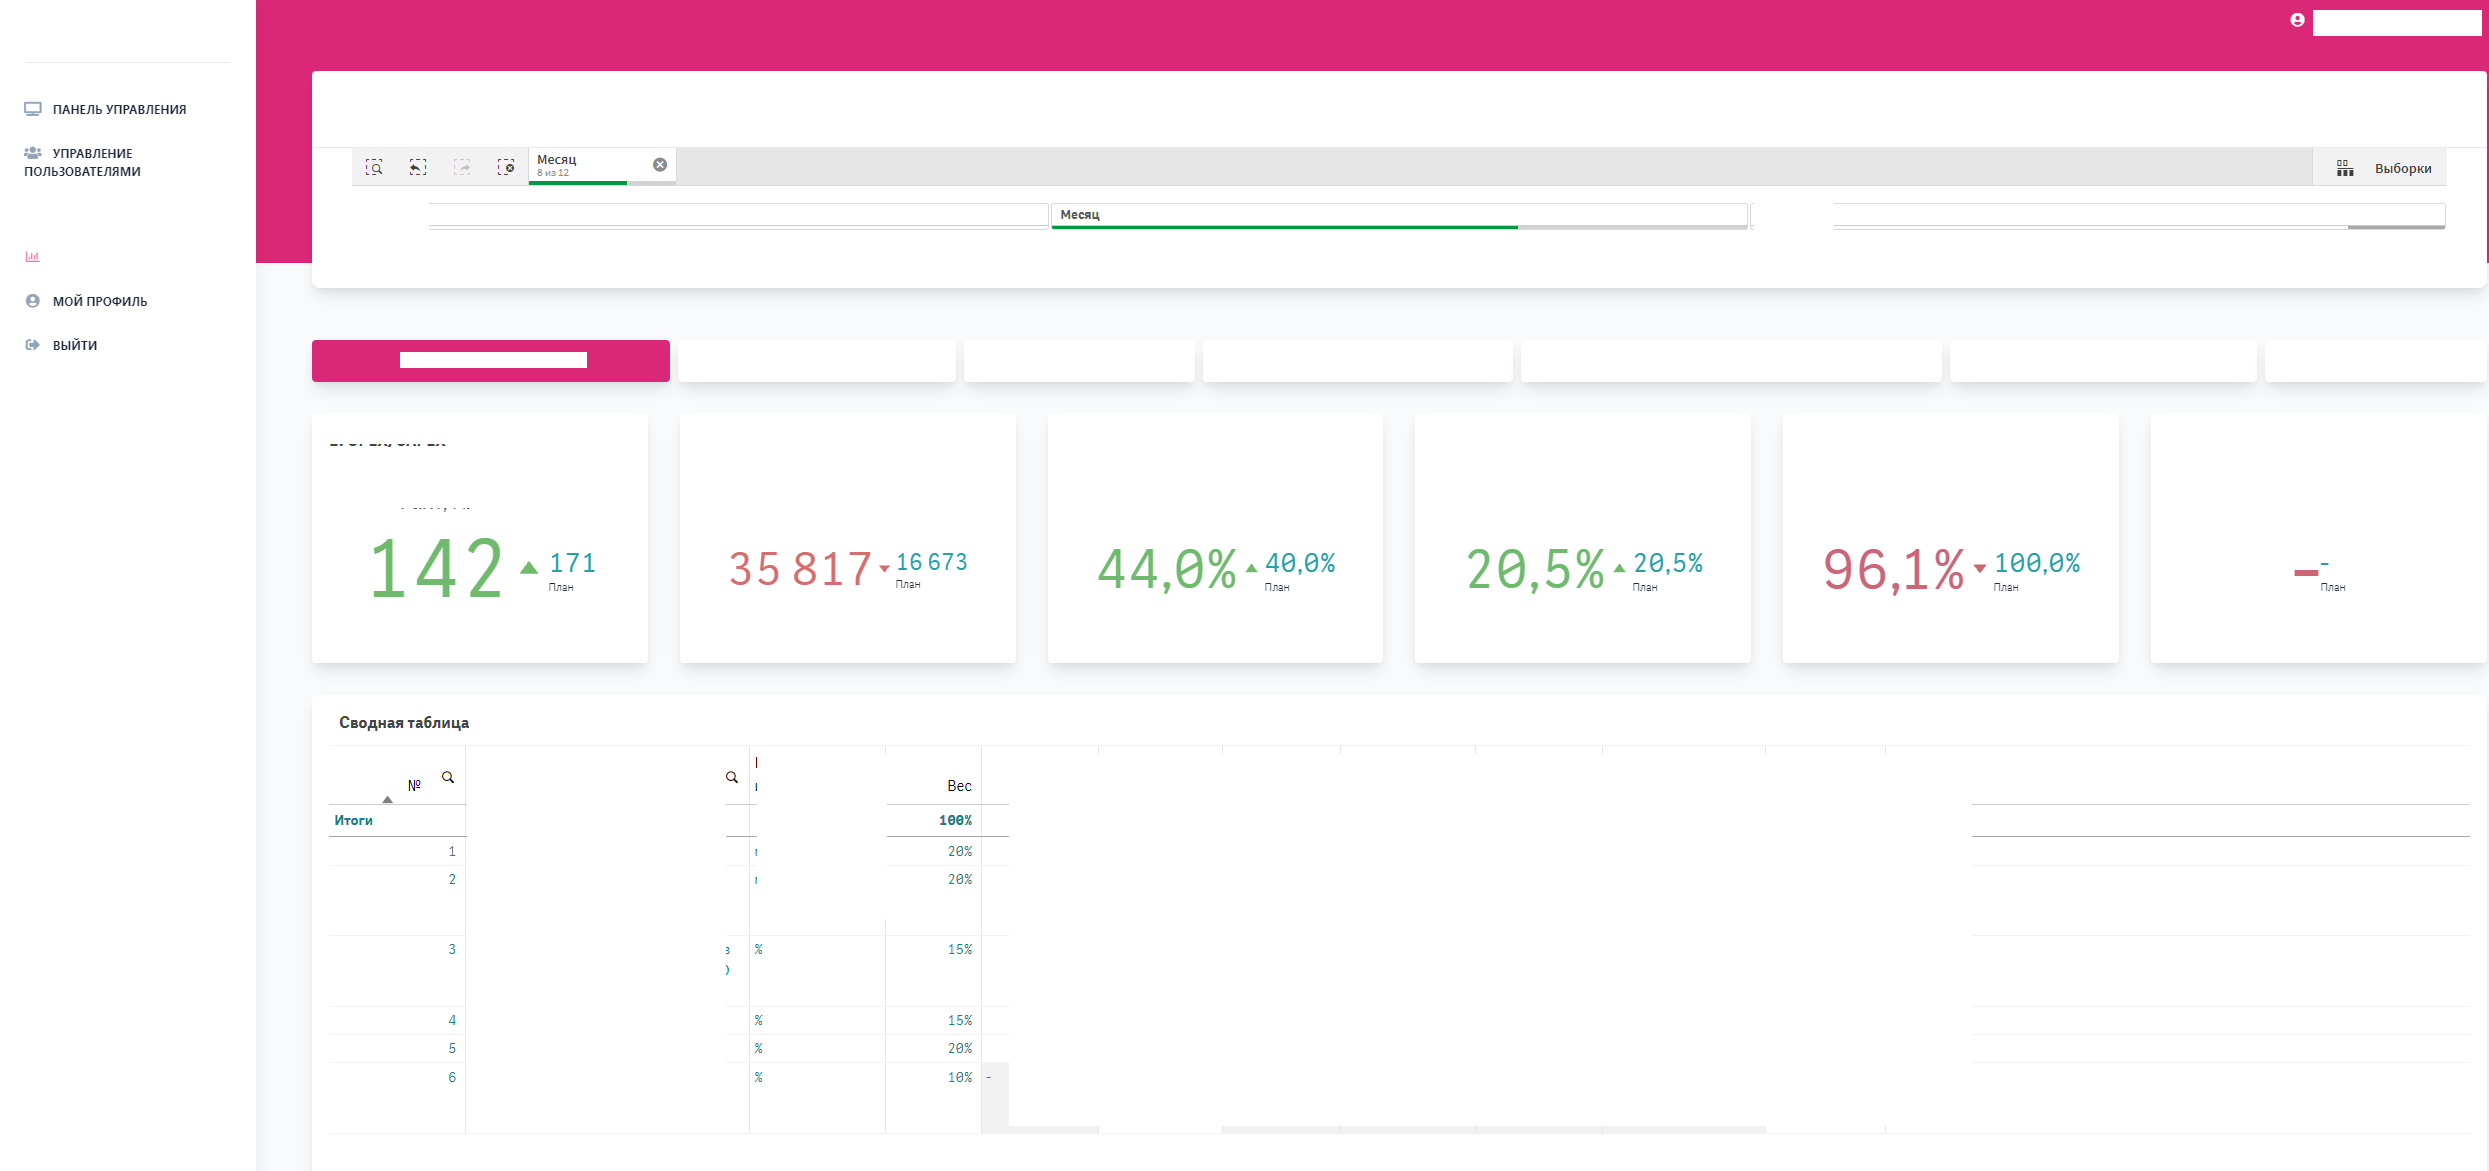 ПАНЕЛЬ УПРАВЛЕНИЯ
УПРАВЛЕНИЕ
ПОЛЬЗОВАТЕЛЯМИ
МОЙ ПРОФИЛЬ
ВЫЙТИ
Месяц
8 из 12
Выборки
Месяц
142
171
План
35 817
16 673
План
44,0%
40,0%
План
20,5%
20,5%
План
96,1%
100,0%
План
–
-
План
Сводная таблица
№
Вес
Итоги
100%
1
20%
2
20%
3
%
15%
4
%
15%
5
%
20%
6
%
10%
-